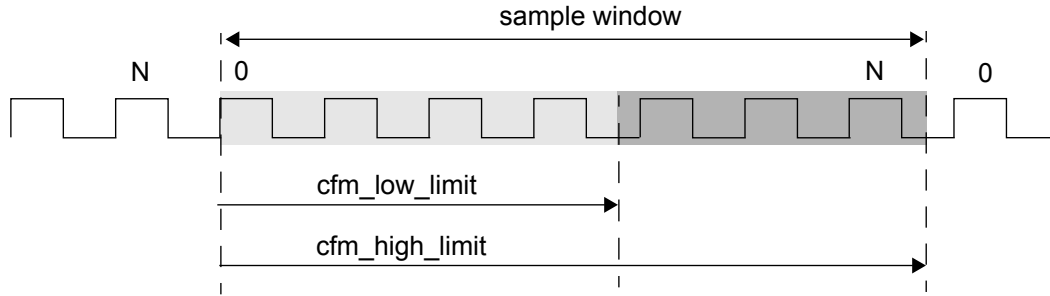 sample window
N 0 N 0
cfm_low_limit
cfm_high_limit